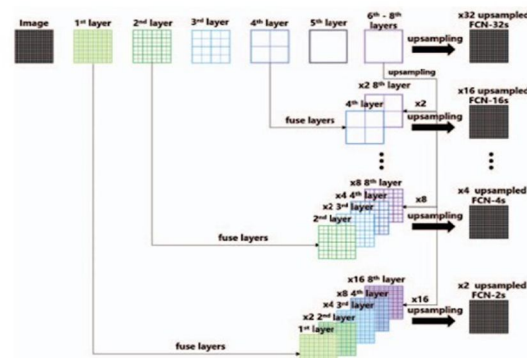 Image
1st layer
2nd layer
3rd layer
4th layer
5th layer
6th - 8th
layers
upsampling
x32 upsampled
FCN-32s
upsampling
x2 8th layer
4th layer
x2
upsampling
x16 upsampled
FCN-16s
fuse layers
x8 8th layer
x4 4th layer
x2 3rd layer
2nd layer
x8
upsampling
x4 upsampled
FCN-4s
fuse layers
x16 8th layer
x8 4th layer
x4 3rd layer
x2 2nd layer
1st layer
x16
upsampling
x2 upsampled
FCN-2s
fuse layers